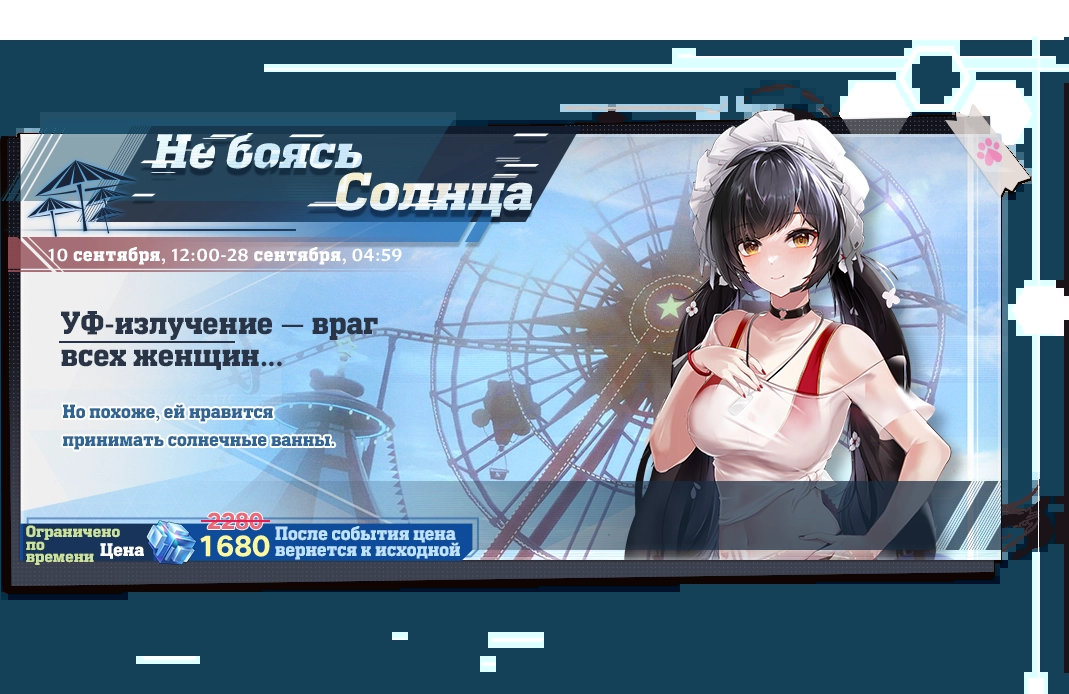 Не боясь
Солнца
10 сентября, 12:00-28 сентября, 04:59
УФ-излучение — враг
всех женщин...
Но похоже, ей нравится
принимать солнечные ванны.
Ограничено
по
времени
Цена
2280
1680
После события цена
вернется к исходной